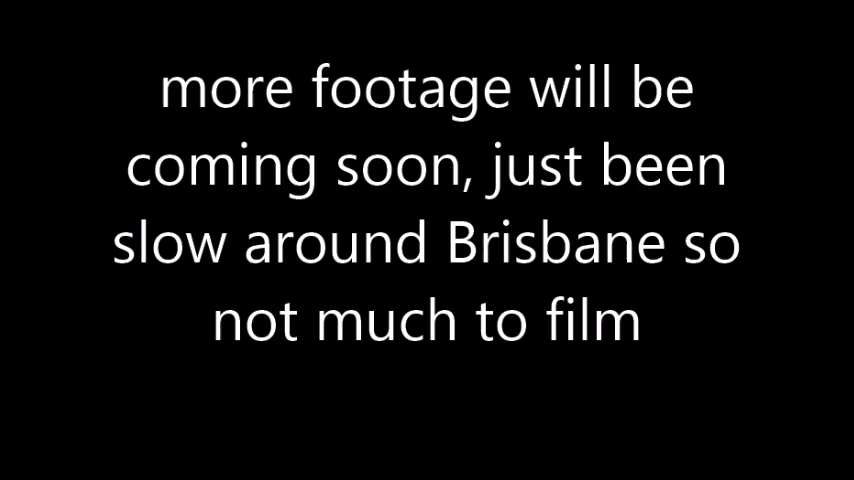 more footage will be
coming soon, just been
slow around Brisbane so
not much to film